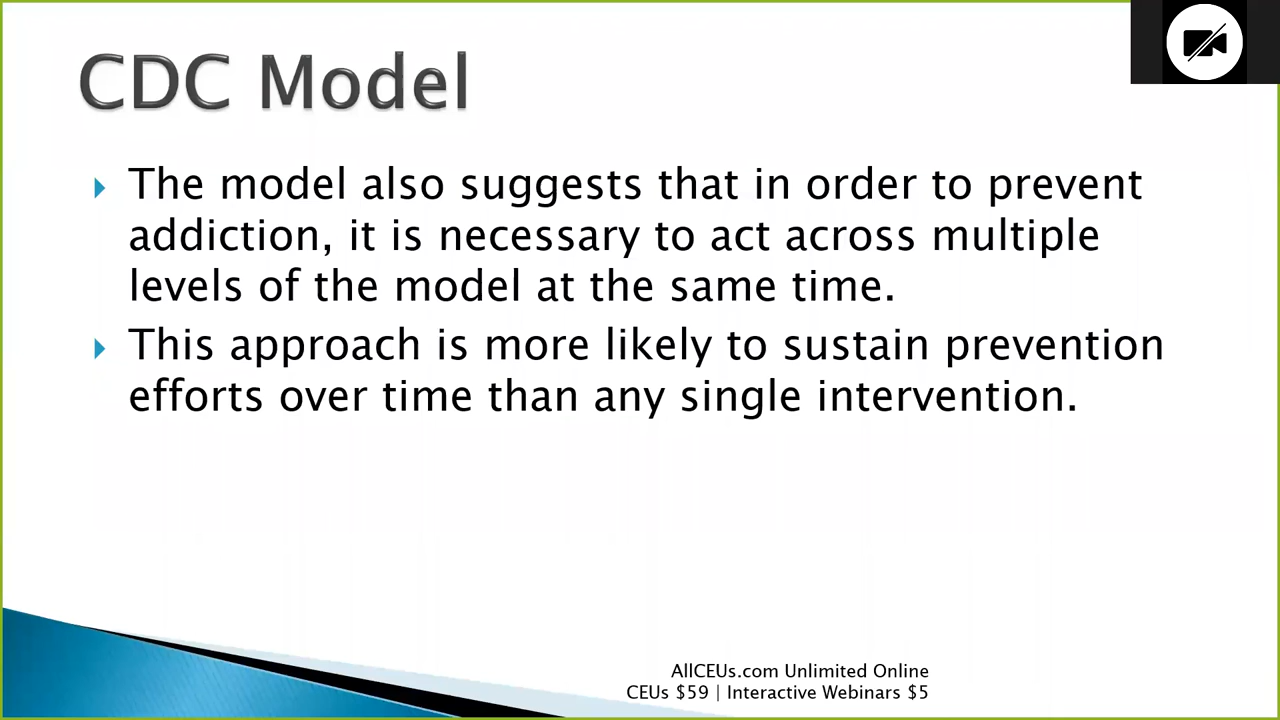 CDC Model
The model also suggests that in order to prevent
addiction, it is necessary to act across multiple
levels of the model at the same time.
This approach is more likely to sustain prevention
efforts over time than any single intervention.
AllCEUs.com Unlimited Online
CEUs $59 | Interactive Webinars $5